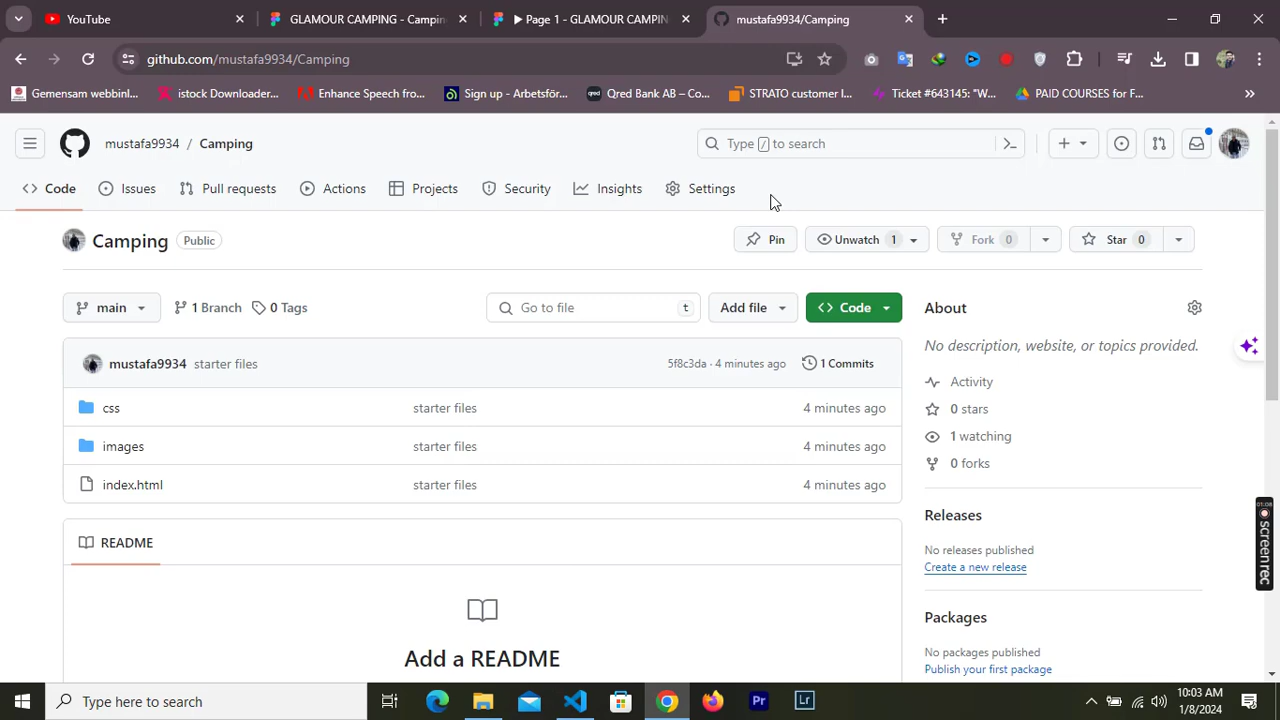 YouTube
GLAMOUR CAMPING - Campin
▶ Page 1 - GLAMOUR CAMPIN
mustafa9934/Camping
github.com/mustafa9934/Camping
Gemensam webbinl...
istock Downloader...
Enhance Speech fro...
Sign up - Arbetsför...
Qred Bank AB – Co...
STRATO customer l...
Ticket #643145: "W...
PAID COURSES for F...
mustafa9934 / Camping
Type / to search
Code
Issues
Pull requests
Actions
Projects
Security
Insights
Settings
Camping
Public
Pin
Unwatch 1
Fork 0
Star 0
main
1 Branch
0 Tags
Go to file
t
Add file
Code
About
No description, website, or topics provided.
mustafa9934 starter files
5f8c3da · 4 minutes ago
1 Commits
css
starter files
4 minutes ago
images
starter files
4 minutes ago
index.html
starter files
4 minutes ago
Activity
0 stars
1 watching
0 forks
Releases
No releases published
Create a new release
README
Add a README
Packages
No packages published
Publish your first package
01:08
screen rec
Type here to search
Pr
Lr
10:03 AM
1/8/2024